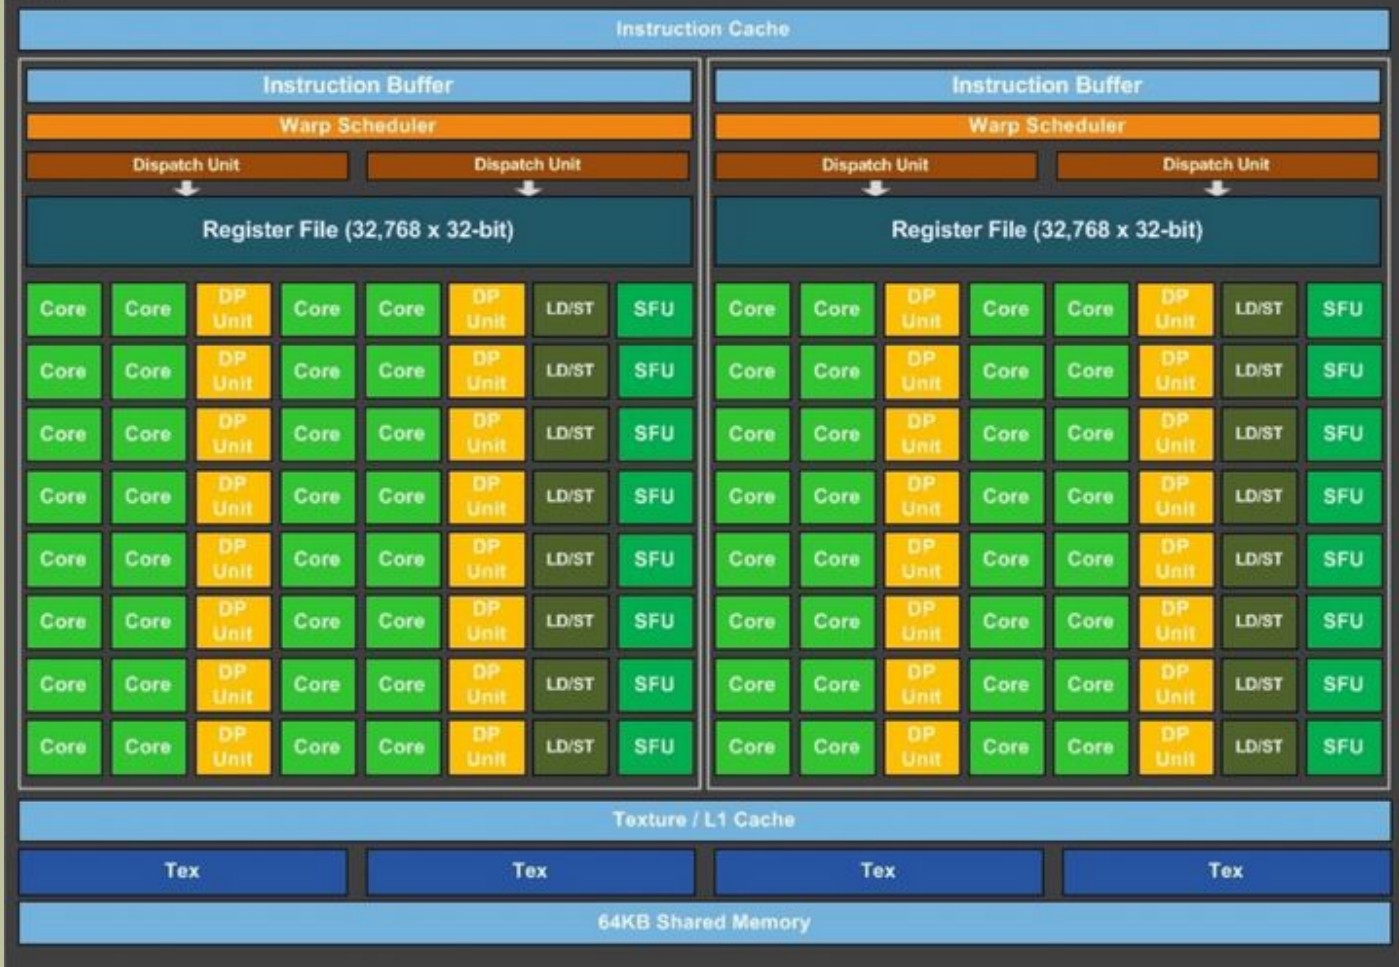 Instruction Cache
Instruction Buffer Instruction Buffer
Warp Scheduler Warp Scheduler
Dispatch Unit Dispatch Unit Dispatch Unit Dispatch Unit
Register File (32,768 x 32-bit) Register File (32,768 x 32-bit)
Core Core DP Unit Core Core DP Unit LD/ST SFU Core Core DP Unit Core Core DP Unit LD/ST SFU
Core Core DP Unit Core Core DP Unit LD/ST SFU Core Core DP Unit Core Core DP Unit LD/ST SFU
Core Core DP Unit Core Core DP Unit LD/ST SFU Core Core DP Unit Core Core DP Unit LD/ST SFU
Core Core DP Unit Core Core DP Unit LD/ST SFU Core Core DP Unit Core Core DP Unit LD/ST SFU
Core Core DP Unit Core Core DP Unit LD/ST SFU Core Core DP Unit Core Core DP Unit LD/ST SFU
Core Core DP Unit Core Core DP Unit LD/ST SFU Core Core DP Unit Core Core DP Unit LD/ST SFU
Core Core DP Unit Core Core DP Unit LD/ST SFU Core Core DP Unit Core Core DP Unit LD/ST SFU
Core Core DP Unit Core Core DP Unit LD/ST SFU Core Core DP Unit Core Core DP Unit LD/ST SFU
Texture / L1 Cache
Tex Tex Tex Tex
64KB Shared Memory